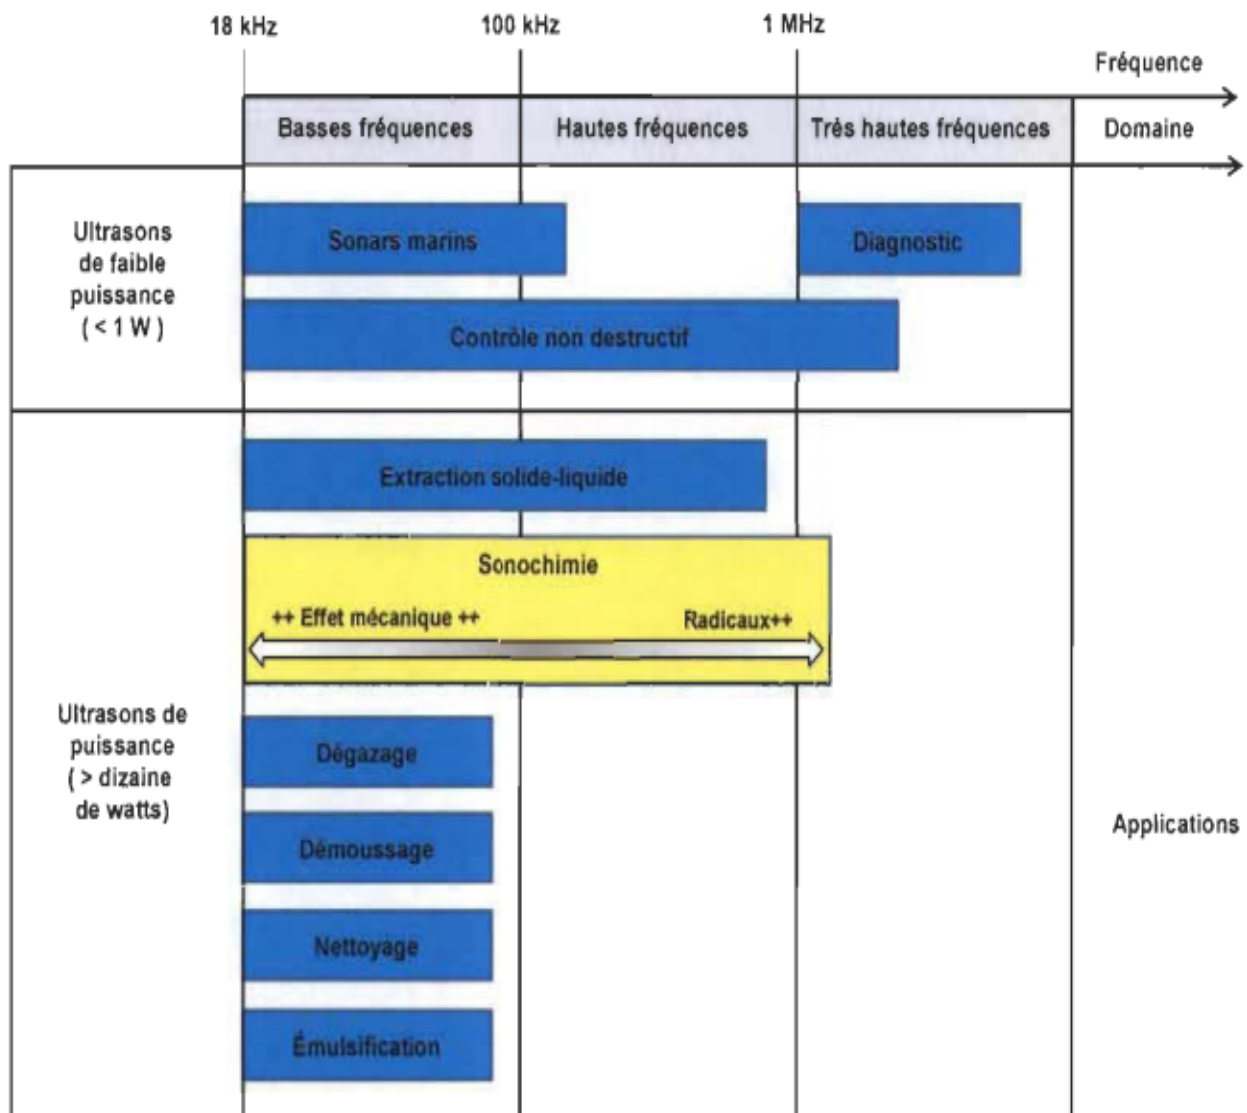 18 kHz
100 kHz
1 MHz
Fréquence
Basses fréquences
Hautes fréquences
Très hautes fréquences
Domaine
Ultrasons
de faible
puissance
( < 1 W )
Sonars marins
Diagnostic
Contrôle non destructif
Extraction solide-liquide
Sonochimie
++ Effet mécanique ++
Radicaux++
Ultrasons de
puissance
( > dizaine
de watts)
Dégazage
Démoussage
Nettoyage
Émulsification
Applications